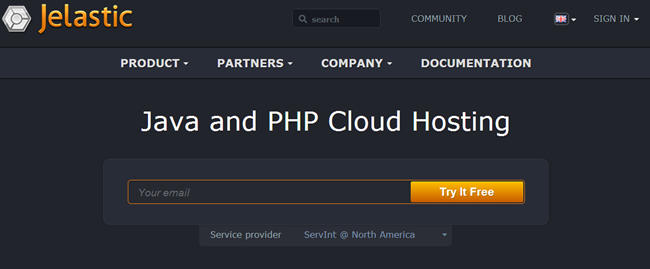 Jelastic
search
COMMUNITY
BLOG
SIGN IN
PRODUCT
PARTNERS
COMPANY
DOCUMENTATION
Java and PHP Cloud Hosting
Your email
Try It Free
Service provider
ServInt @ North America